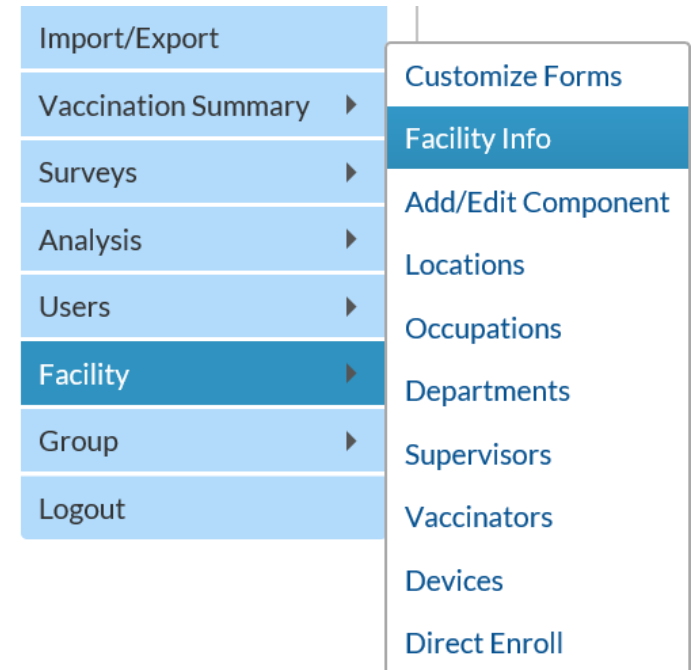 Import/Export
Vaccination Summary
Surveys
Analysis
Users
Facility
Group
Logout
Customize Forms
Facility Info
Add/Edit Component
Locations
Occupations
Departments
Supervisors
Vaccinators
Devices
Direct Enroll